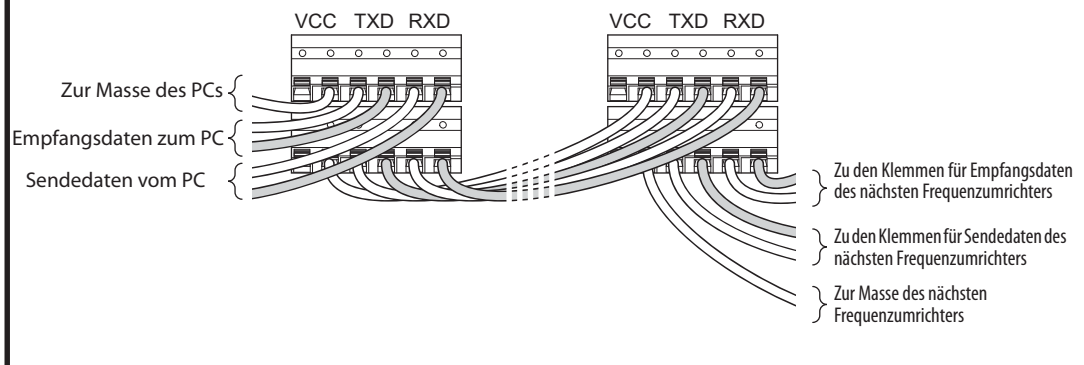 VCC TXD RXD
VCC TXD RXD
Zur Masse des PCs
Empfangsdaten zum PC
Sendedaten vom PC
Zu den Klemmen für Empfangsdaten
des nächsten Frequenzumrichters
Zu den Klemmen für Sendedaten des
nächsten Frequenzumrichters
Zur Masse des nächsten
Frequenzumrichters